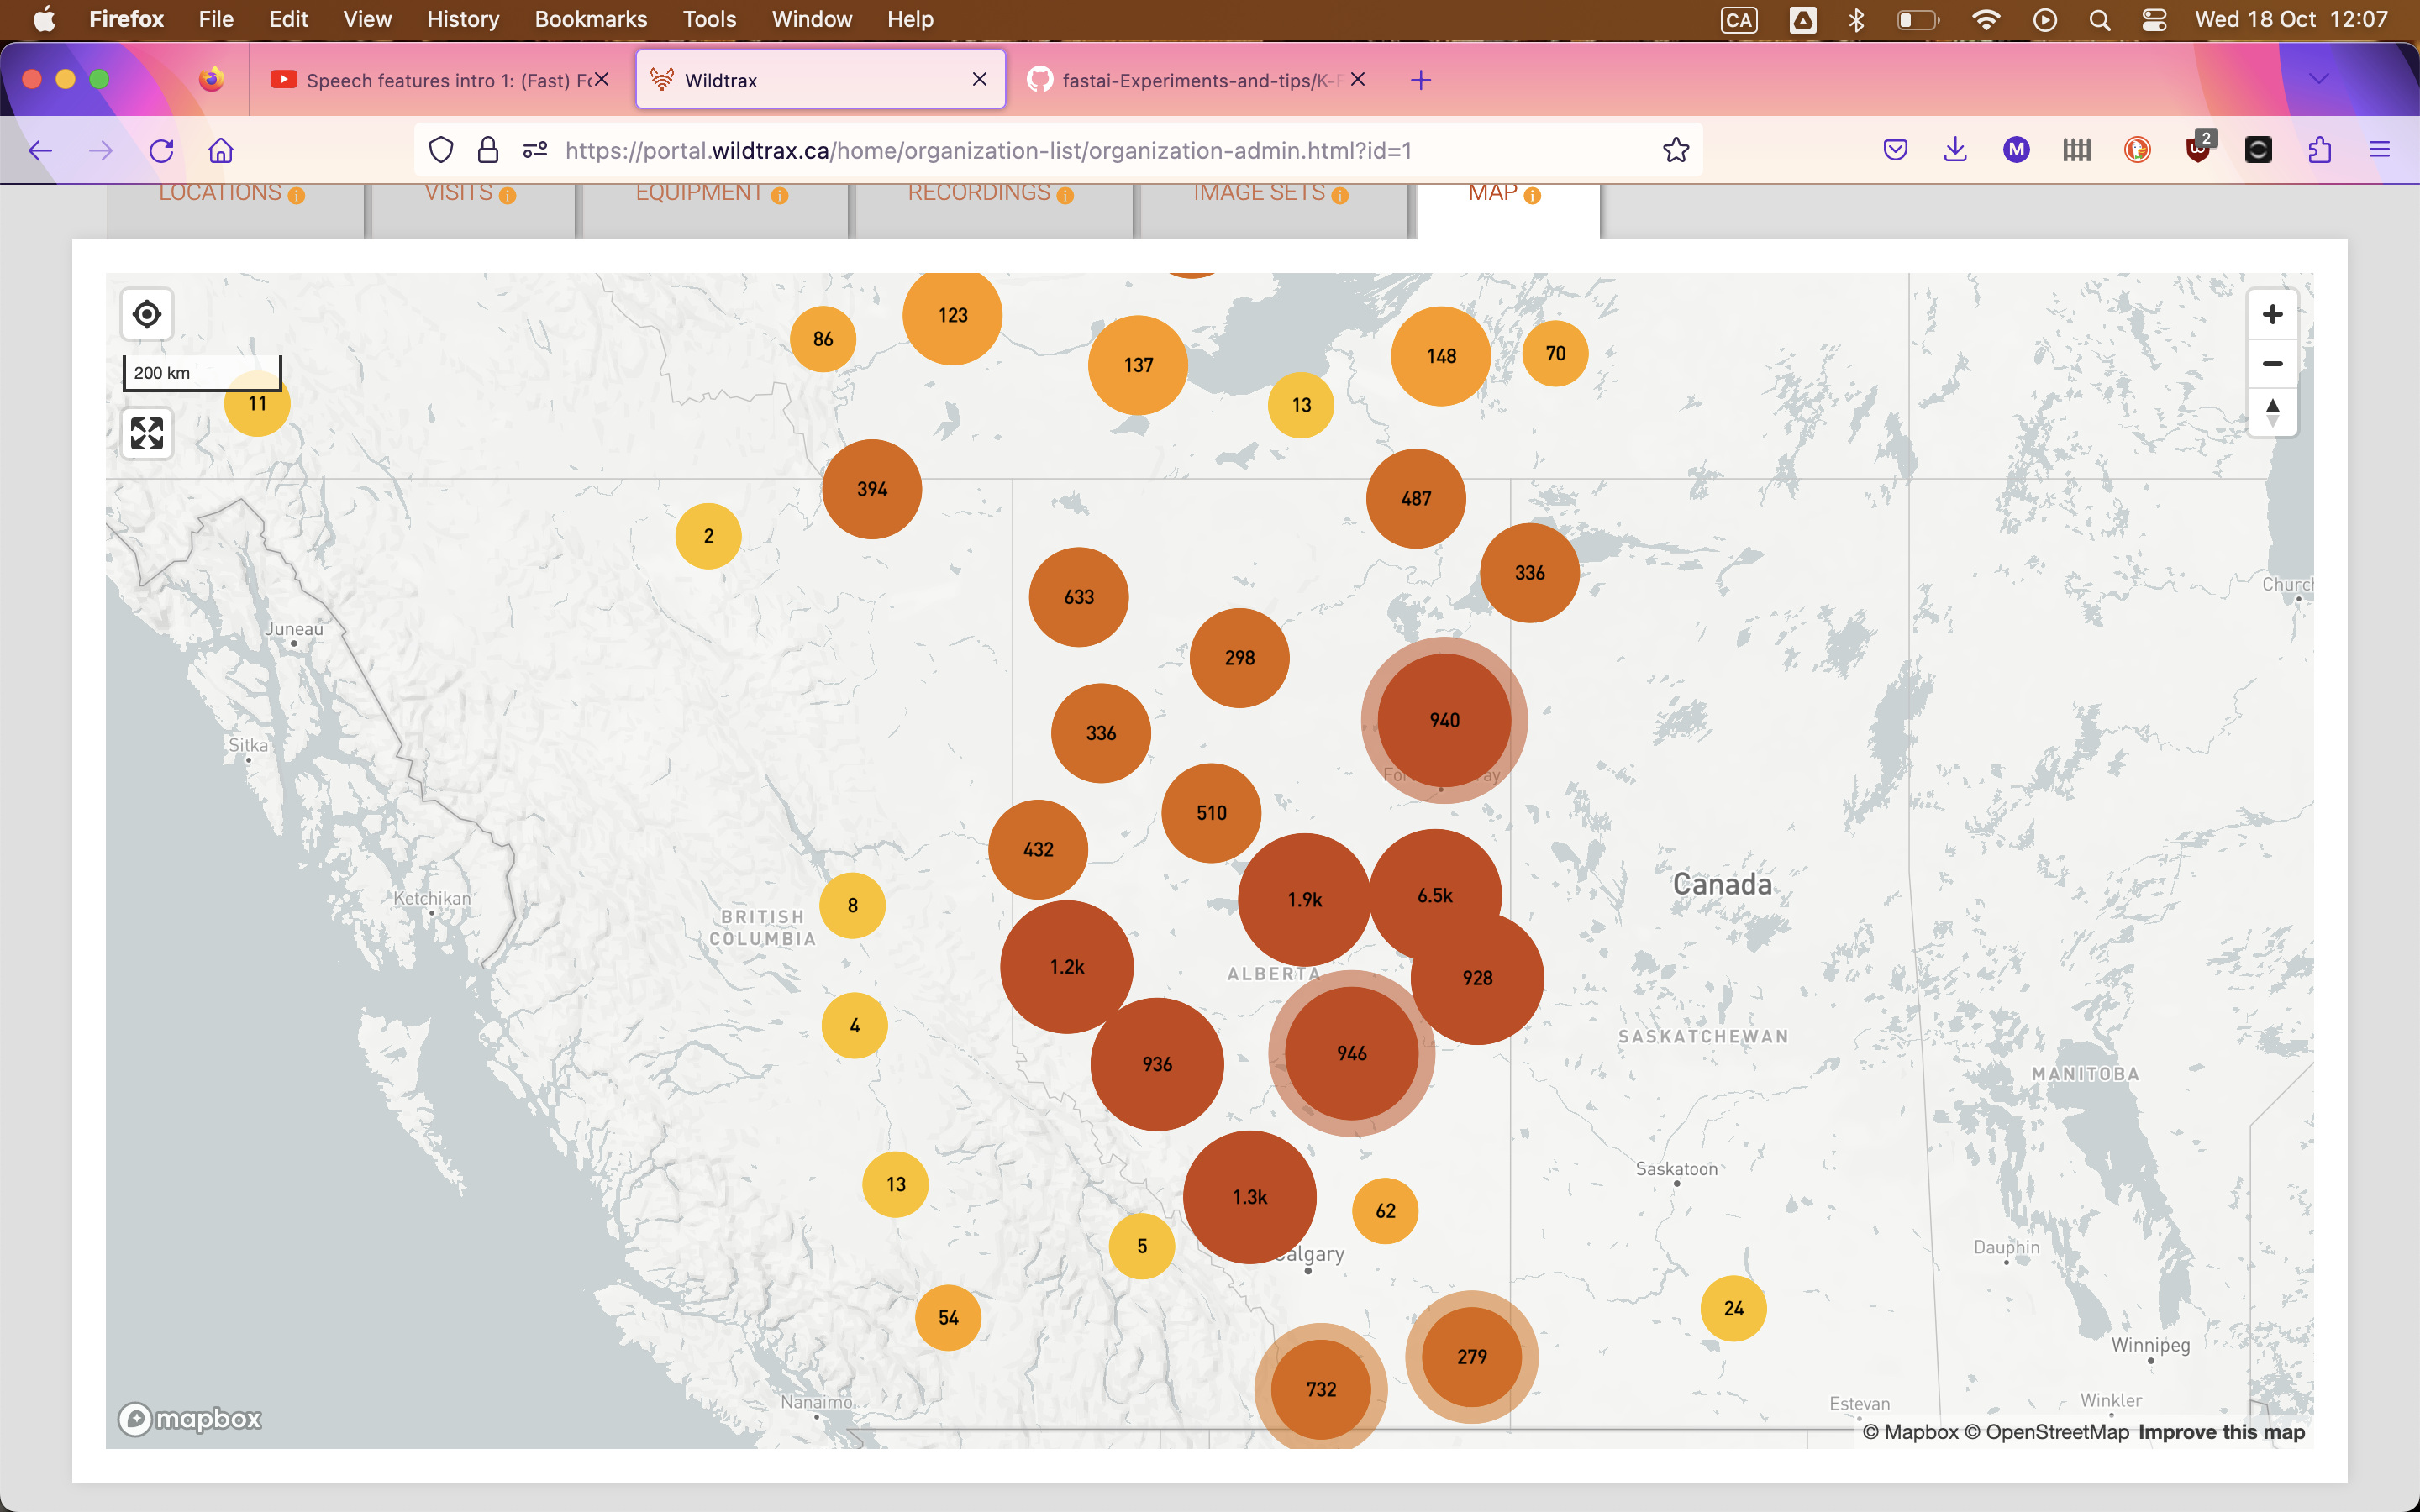 Firefox File Edit View History Bookmarks Tools Window Help CA Wed 18 Oct 12:07
Speech features intro 1: (Fast) Fo Wildtrax fastai-Experiments-and-tips/K-F
https://portal.wildtrax.ca/home/organization-list/organization-admin.html?id=1 M 2
LOCATIONS i VISITS i EQUIPMENT i RECORDINGS i IMAGE SETS i MAP i
123
86
137
148
70
200 km
11
13
394
487
2
336
Church
633
Juneau
298
940
336
Sitka
510
432
1.9k
6.5k
Canada
Ketchikan
8
BRITISH
COLUMBIA
1.2k
ALBERTA
928
4
SASKATCHEWAN
936
946
MANITOBA
Saskatoon
13
1.3k
62
5
algary
Dauphin
54
24
Winnipeg
279
732
Nanaimo
Estevan
Winkler
mapbox
© Mapbox © OpenStreetMap Improve this map